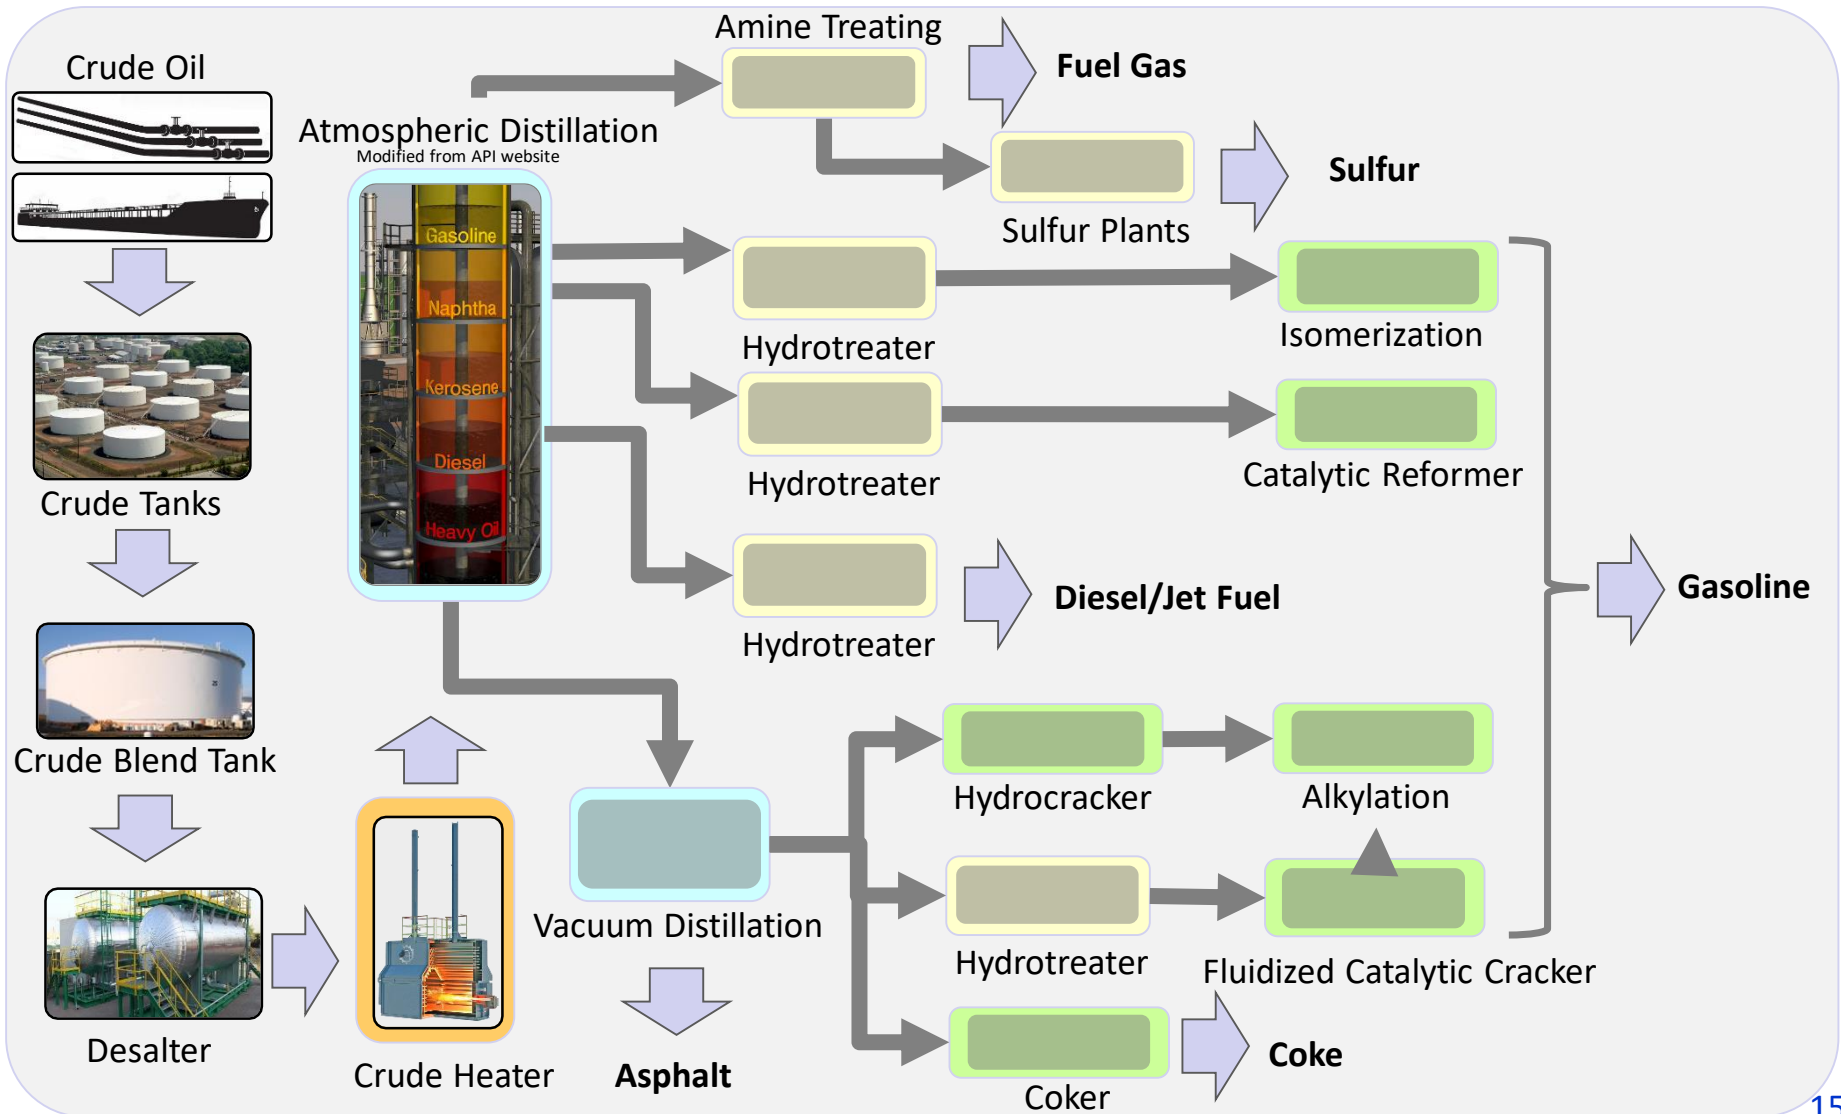 Crude Oil
Crude Tanks
Crude Blend Tank
Desalter
Crude Heater
Atmospheric Distillation
Modified from API website
Gasoline
Naphtha
Kerosene
Diesel
Heavy Oil
Amine Treating
Fuel Gas
Sulfur Plants
Sulfur
Hydrotreater
Isomerization
Hydrotreater
Catalytic Reformer
Hydrotreater
Diesel/Jet Fuel
Gasoline
Vacuum Distillation
Asphalt
Hydrocracker
Alkylation
Hydrotreater
Fluidized Catalytic Cracker
Coker
Coke
15